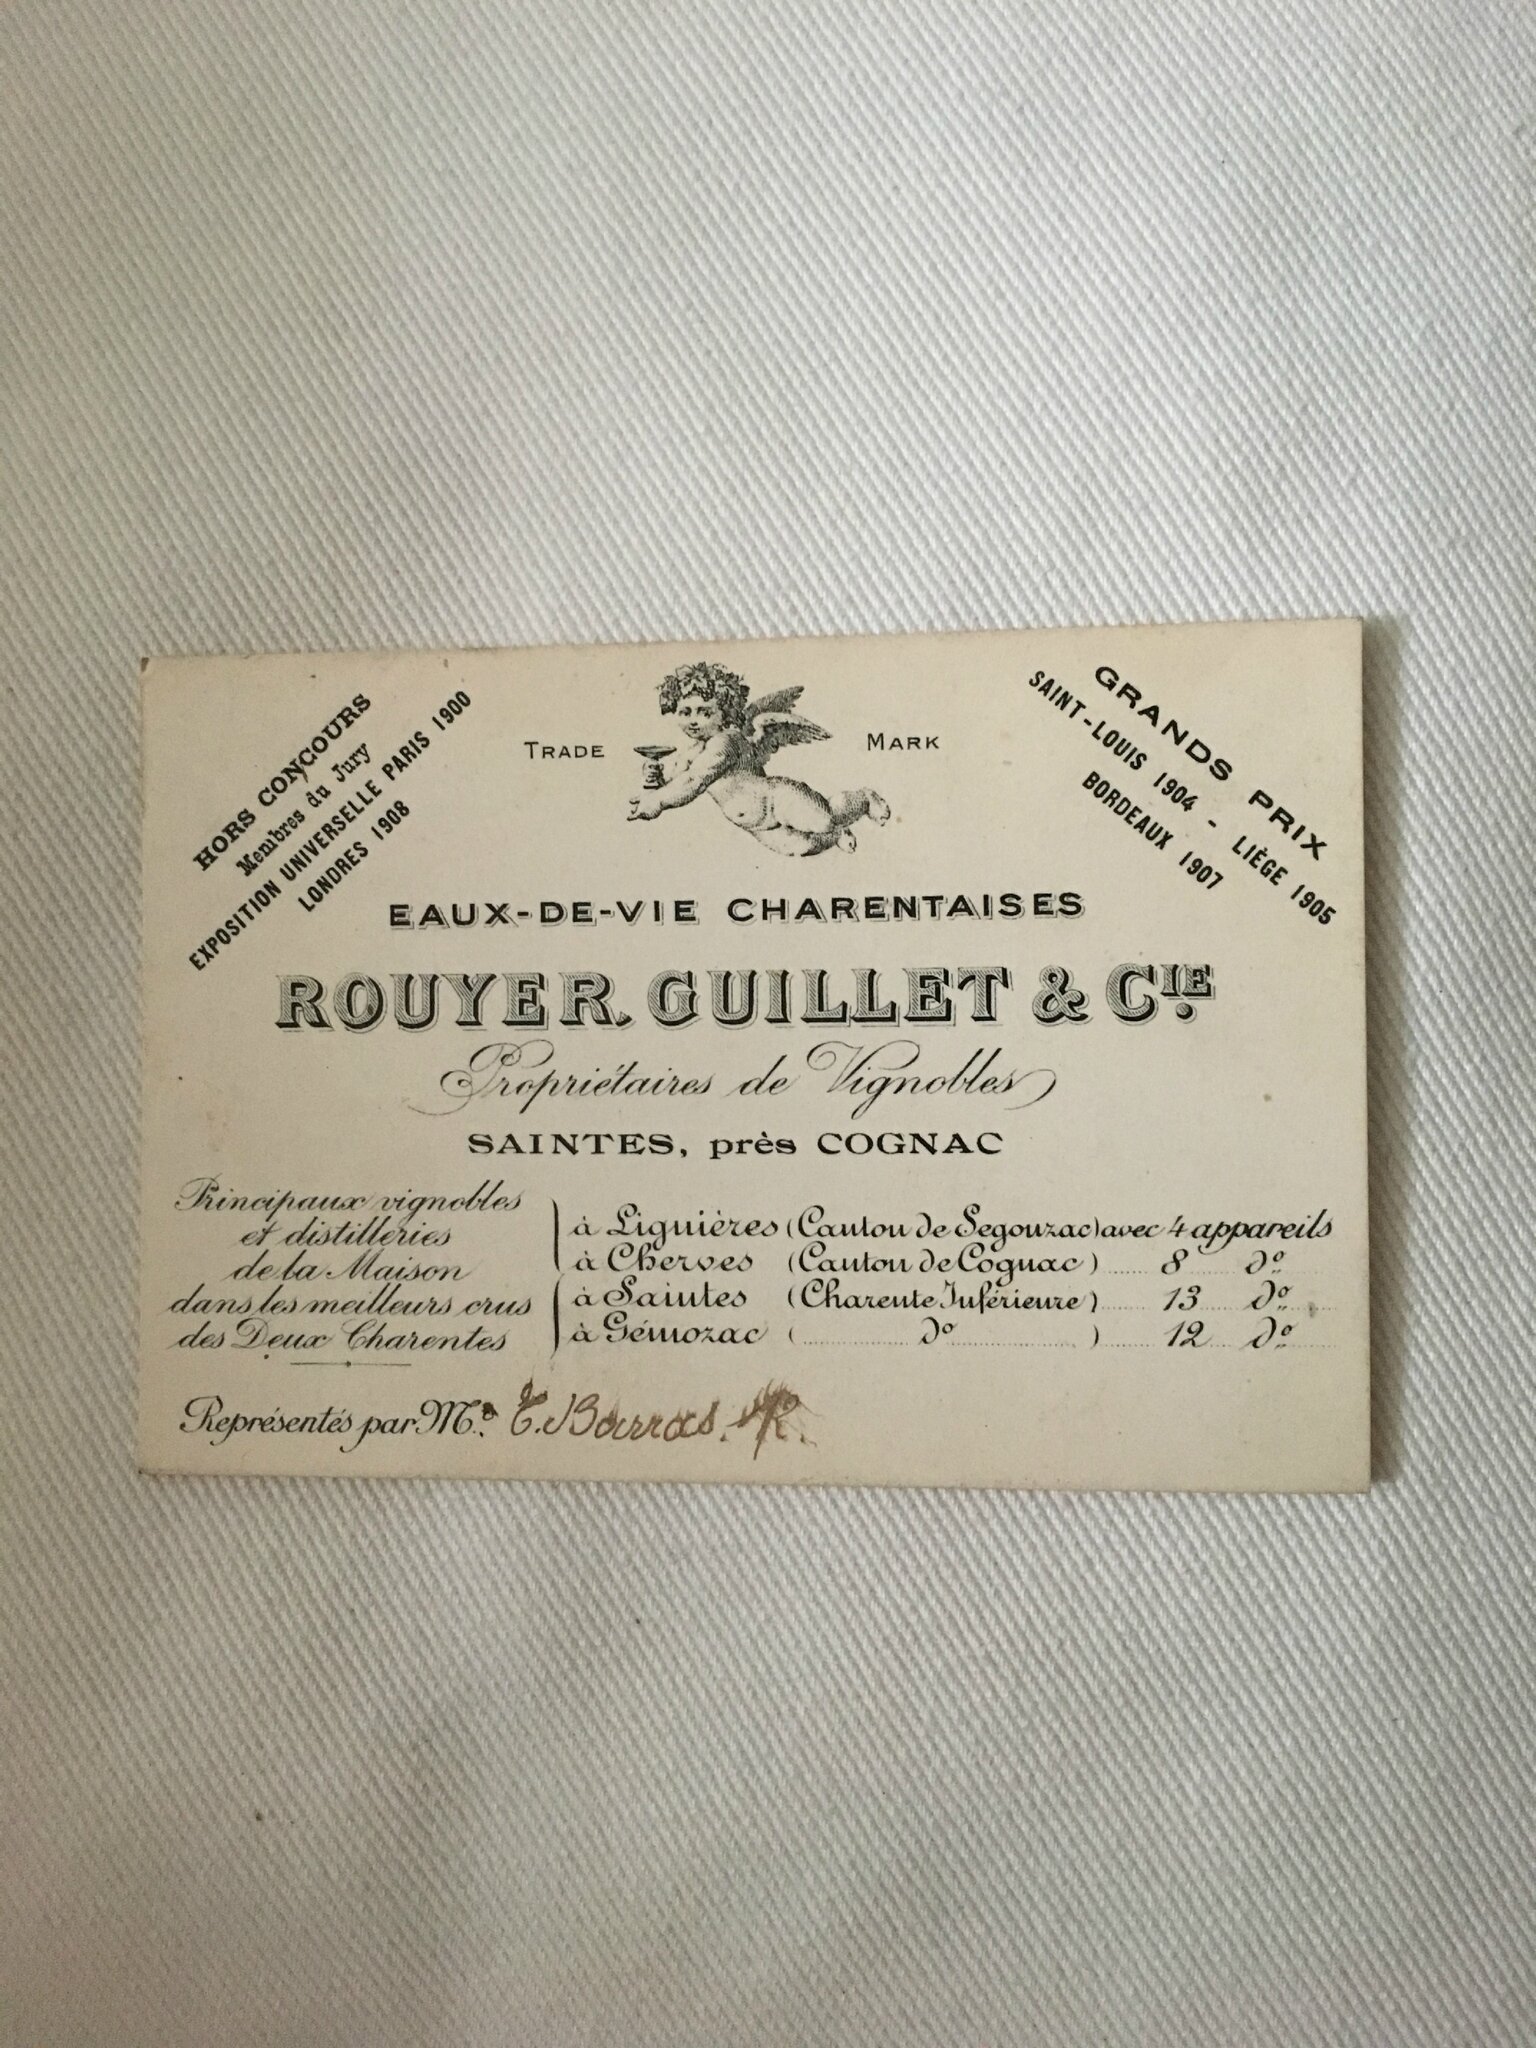 HORS CONCOURS
Membres du Jury
EXPOSITION UNIVERSELLE PARIS 1900
LONDRES 1908
TRADE MARK
GRANDS PRIX
SAINT-LOUIS 1904 - LIÈGE 1905
BORDEAUX 1907
EAUX-DE-VIE CHARENTAISES
ROUYER, GUILLET & CIE.
Propriétaires de Vignobles
SAINTES, près COGNAC
Principaux vignobles
et distilleries
de la Maison
dans les meilleurs crus
des Deux Charentes
à Lignières (Canton de Segonzac) avec 4 appareils
à Cherves (Canton de Cognac) ...... 8 ...... do
à Saintes (Charente Inférieure) ...... 13 ...... do
à Gémozac (...... do ......) ...... 12 ...... do
Représentés par Mr. T. Barras.